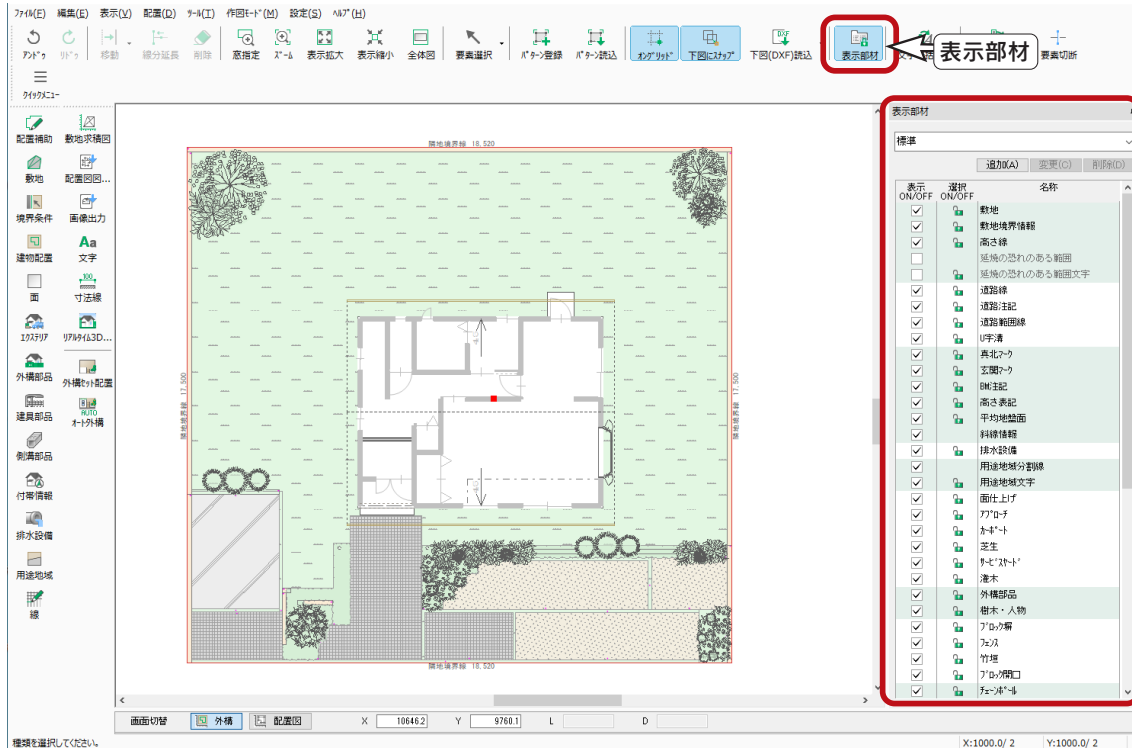 ﾌｧｲﾙ(F) 編集(E) 表示(V) 配置(D) ﾂｰﾙ(T) 作図ﾓｰﾄﾞ(M) 設定(S) ﾍﾙﾌﾟ(H)
ｱﾝﾄﾞｩ ﾘﾄﾞｩ 移動 線分延長 削除 窓指定 ｽﾞｰﾑ 表示拡大 表示縮小 全体図 要素選択 ﾊﾟﾀｰﾝ登録 ﾊﾟﾀｰﾝ読込 ｵﾝｸﾞﾘｯﾄﾞ 下図にｽﾅｯﾌﾟ 下図(DXF)読込 表示部材 要素切断
表示部材
ｸｲｯｸﾒﾆｭｰ
配置補助 敷地求積図
敷地 配置図図...
境界条件 画像出力
建物配置 文字
面 寸法線
ｴｸｽﾃﾘｱ ﾘｱﾙﾀｲﾑ3D...
外構部品 外構ｾｯﾄ配置
建具部品 ｵｰﾄ外構
側溝部品
付帯情報
排水設備
用途地域
線
隣地境界線 18.520
隣地境界線 17.500
隣地境界線 17.500
隣地境界線 18.520
表示部材
標準
追加(A) 変更(C) 削除(D)
表示 ON/OFF 選択 ON/OFF 名称
敷地
敷地境界情報
高さ線
延焼の恐れのある範囲
延焼の恐れのある範囲文字
道路線
道路注記
道路範囲線
U字溝
真北ﾏｰｸ
玄関ﾏｰｸ
BM注記
高さ表記
平均地盤面
斜線情報
排水設備
用途地域分割線
用途地域文字
面仕上げ
ｱﾌﾟﾛｰﾁ
ｶｰﾎﾟｰﾄ
芝生
ｻｰﾋﾞｽﾔｰﾄﾞ
灌木
外構部品
樹木・人物
ﾌﾞﾛｯｸ塀
ﾌｪﾝｽ
竹垣
ﾌﾞﾛｯｸ開口
ﾁｪｰﾝﾎﾟｰﾙ
画面切替 外構 配置図 X 10646.2 Y 9760.1 L D
種類を選択してください。 X:1000.0/ 2 Y:1000.0/ 2